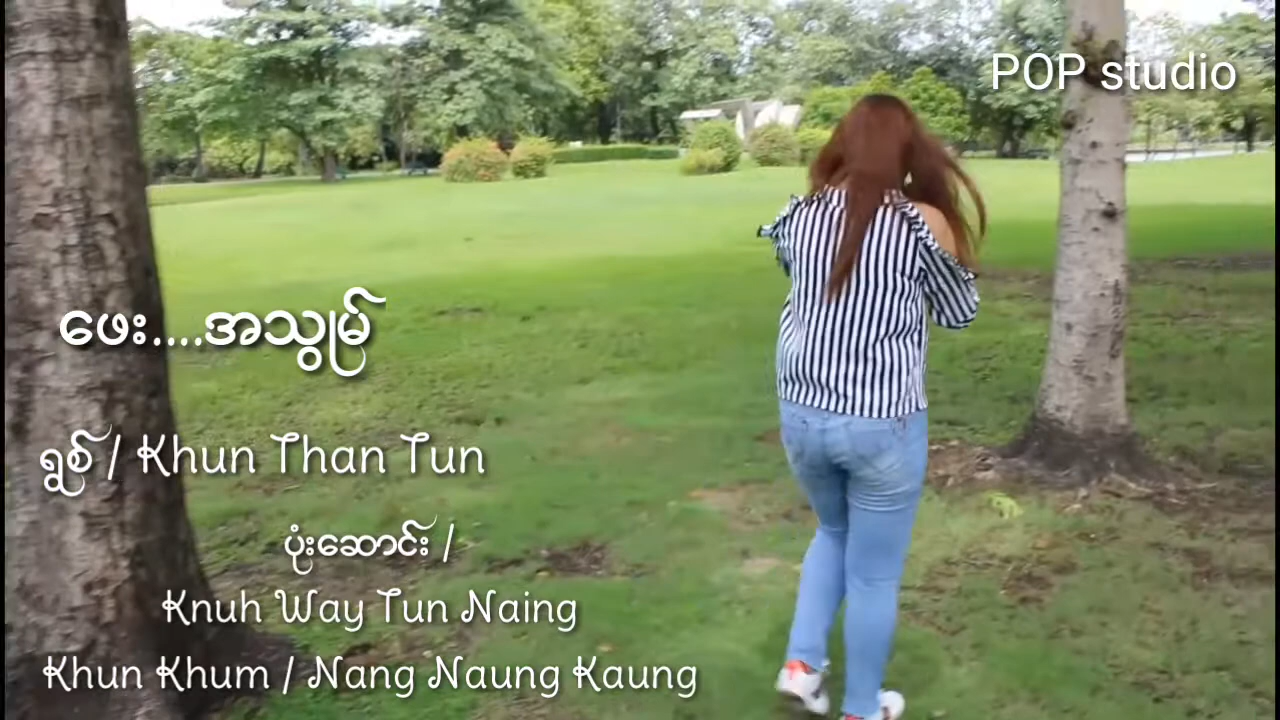 POP studio
ဖေး....အသွုမ်
ရွစ် / Khun Than Tun
ပုံးဆောင်း /
Knuh Way Tun Naing
Khun Khum / Nang Naung Kaung